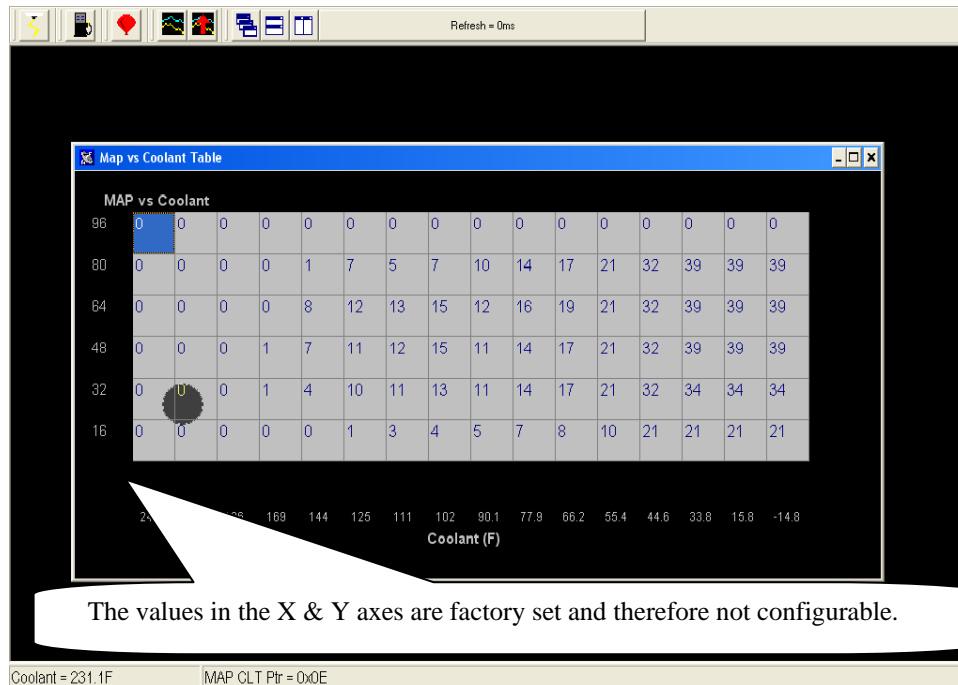 Refresh = 0ms
Map vs Coolant Table
MAP vs Coolant
96 0 0 0 0 0 0 0 0 0 0 0 0 0 0 0 0
80 0 0 0 0 1 7 5 7 10 14 17 21 32 39 39 39
64 0 0 0 0 8 12 13 15 12 16 19 21 32 39 39 39
48 0 0 0 1 7 11 12 15 11 14 17 21 32 39 39 39
32 0 0 0 1 4 10 11 13 11 14 17 21 32 34 34 34
16 0 0 0 0 0 1 3 4 5 7 8 10 21 21 21 21
169 144 125 111 102 90.1 77.9 66.2 55.4 44.6 33.8 15.8 -14.8
Coolant (F)
The values in the X & Y axes are factory set and therefore not configurable.
Coolant = 231.1F MAP CLT Ptr = 0x0E